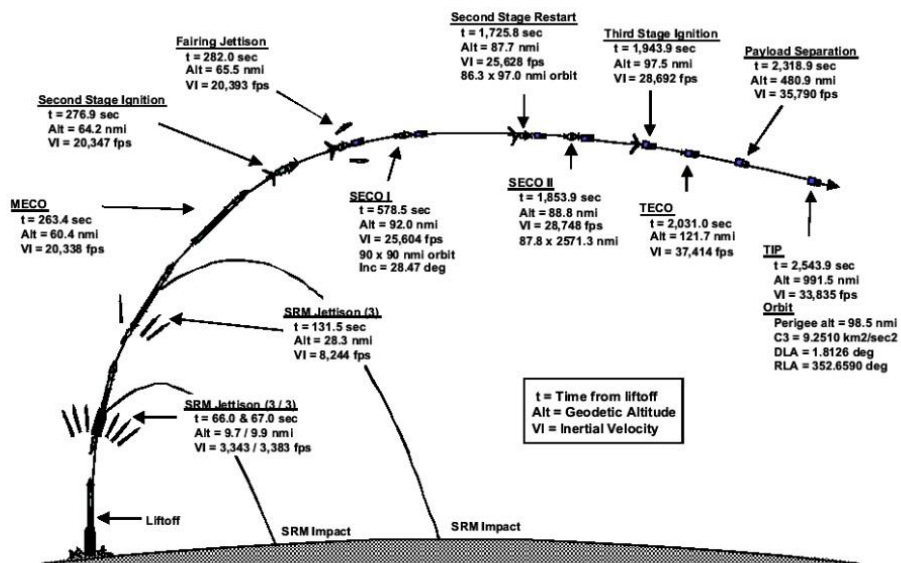 Second Stage Restart
t = 1,725.8 sec
Alt = 87.7 nmi
VI = 25,628 fps
86.3 x 97.0 nmi orbit
Third Stage Ignition
t = 1,943.9 sec
Alt = 97.5 nmi
VI = 28,692 fps
Payload Separation
t = 2,318.9 sec
Alt = 480.9 nmi
VI = 35,790 fps
Fairing Jettison
t = 282.0 sec
Alt = 65.5 nmi
VI = 20,393 fps
Second Stage Ignition
t = 276.9 sec
Alt = 64.2 nmi
VI = 20,347 fps
MECO
t = 263.4 sec
Alt = 60.4 nmi
VI = 20,338 fps
SECO I
t = 578.5 sec
Alt = 92.0 nmi
VI = 25,604 fps
90 x 90 nmi orbit
Inc = 28.47 deg
SECO II
t = 1,853.9 sec
Alt = 88.8 nmi
VI = 28,748 fps
87.8 x 2571.3 nmi
TECO
t = 2,031.0 sec
Alt = 121.7 nmi
VI = 37,414 fps
TIP
t = 2,543.9 sec
Alt = 991.5 nmi
VI = 33,835 fps
Orbit
Perigee alt = 98.5 nmi
C3 = 9.2510 km2/sec2
DLA = 1.8126 deg
RLA = 352.6590 deg
SRM Jettison (3)
t = 131.5 sec
Alt = 28.3 nmi
VI = 8,244 fps
SRM Jettison (3 / 3)
t = 66.0 & 67.0 sec
Alt = 9.7 / 9.9 nmi
VI = 3,343 / 3,383 fps
t = Time from liftoff
Alt = Geodetic Altitude
VI = Inertial Velocity
Liftoff
SRM Impact
SRM Impact